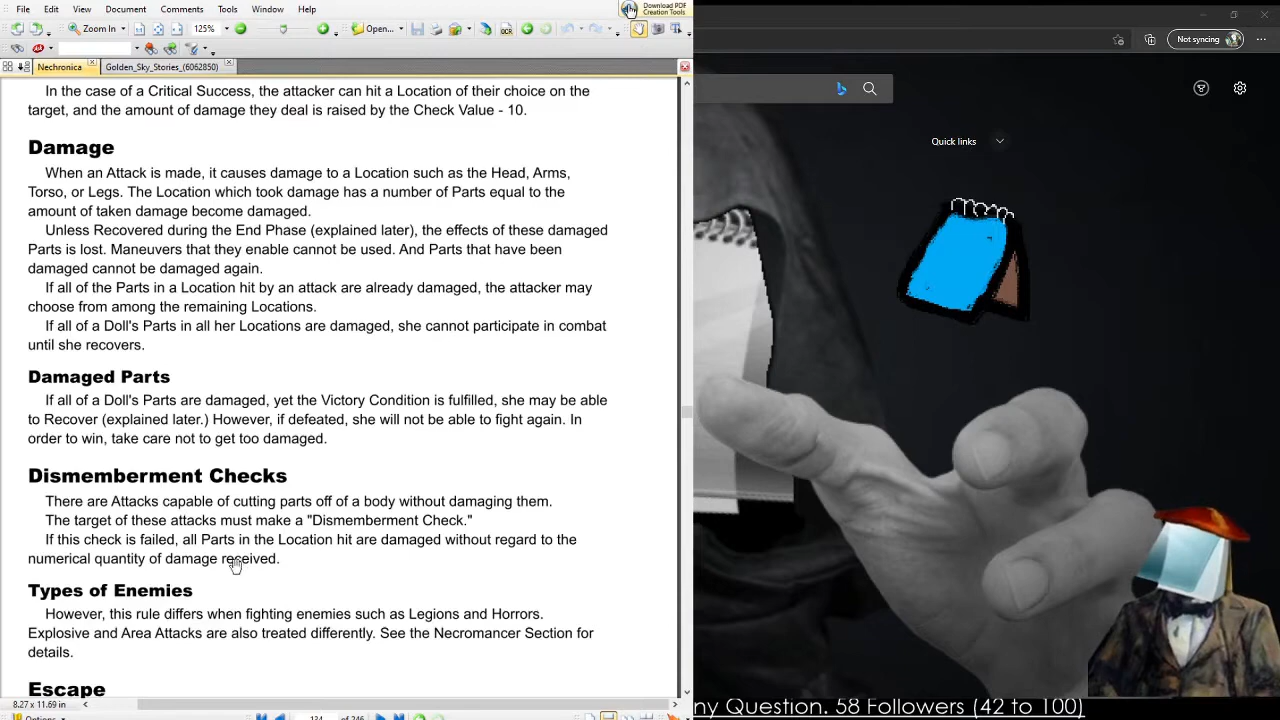 File Edit View Document Comments Forms Tools Window Help
Download PDF
Creation Tools
Zoom In 125% Open...
OCR
Nechronica Golden_Sky_Stories_(6062850)
Not syncing
In the case of a Critical Success, the attacker can hit a Location of their choice on the
target, and the amount of damage they deal is raised by the Check Value - 10.
Damage
When an Attack is made, it causes damage to a Location such as the Head, Arms,
Torso, or Legs. The Location which took damage has a number of Parts equal to the
amount of taken damage become damaged.
Unless Recovered during the End Phase (explained later), the effects of these damaged
Parts is lost. Maneuvers that they enable cannot be used. And Parts that have been
damaged cannot be damaged again.
If all of the Parts in a Location hit by an attack are already damaged, the attacker may
choose from among the remaining Locations.
If all of a Doll's Parts in all her Locations are damaged, she cannot participate in combat
until she recovers.
Damaged Parts
If all of a Doll's Parts are damaged, yet the Victory Condition is fulfilled, she may be able
to Recover (explained later.) However, if defeated, she will not be able to fight again. In
order to win, take care not to get too damaged.
Dismemberment Checks
There are Attacks capable of cutting parts off of a body without damaging them.
The target of these attacks must make a "Dismemberment Check."
If this check is failed, all Parts in the Location hit are damaged without regard to the
numerical quantity of damage received.
Types of Enemies
However, this rule differs when fighting enemies such as Legions and Horrors.
Explosive and Area Attacks are also treated differently. See the Necromancer Section for
details.
Escape
8.27 x 11.69 in
Options 134 of 246
Quick links
ny Question. 58 Followers (42 to 100)